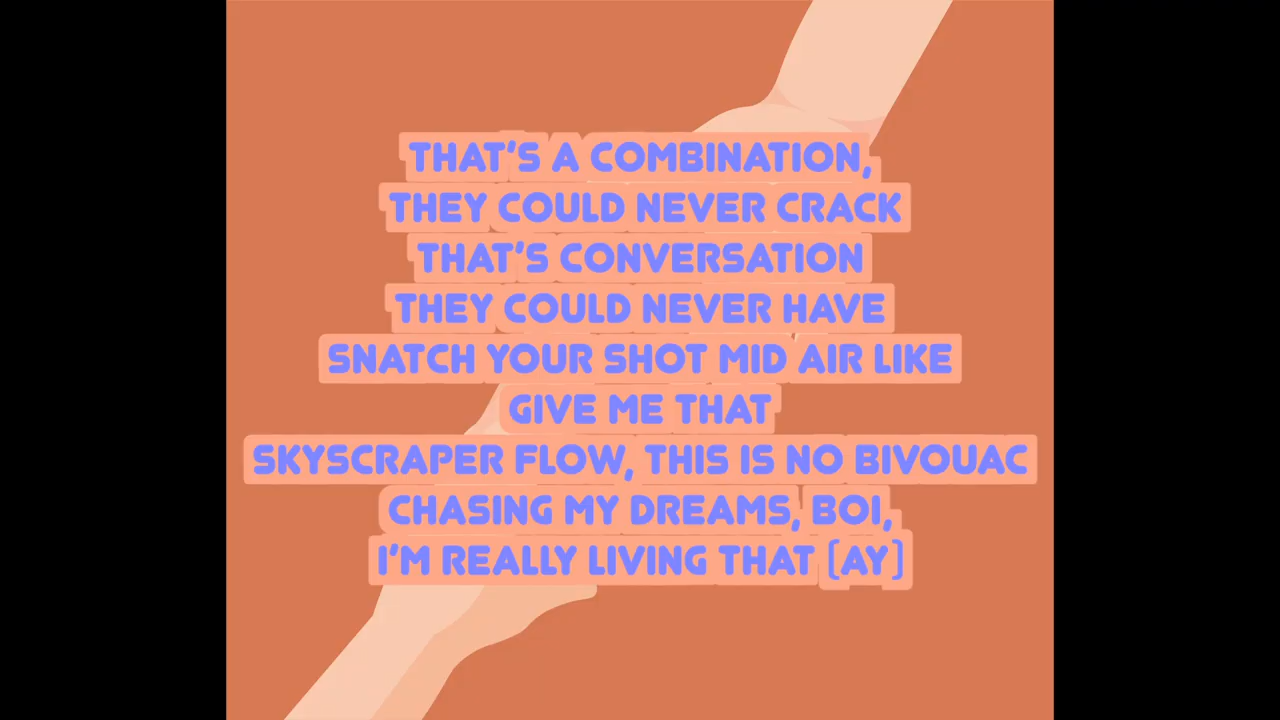 THAT'S A COMBINATION,
THEY COULD NEVER CRACK
THAT'S CONVERSATION
THEY COULD NEVER HAVE
SNATCH YOUR SHOT MID AIR LIKE
GIVE ME THAT
SKYSCRAPER FLOW, THIS IS NO BIVOUAC
CHASING MY DREAMS, BOI,
I'M REALLY LIVING THAT (AY)